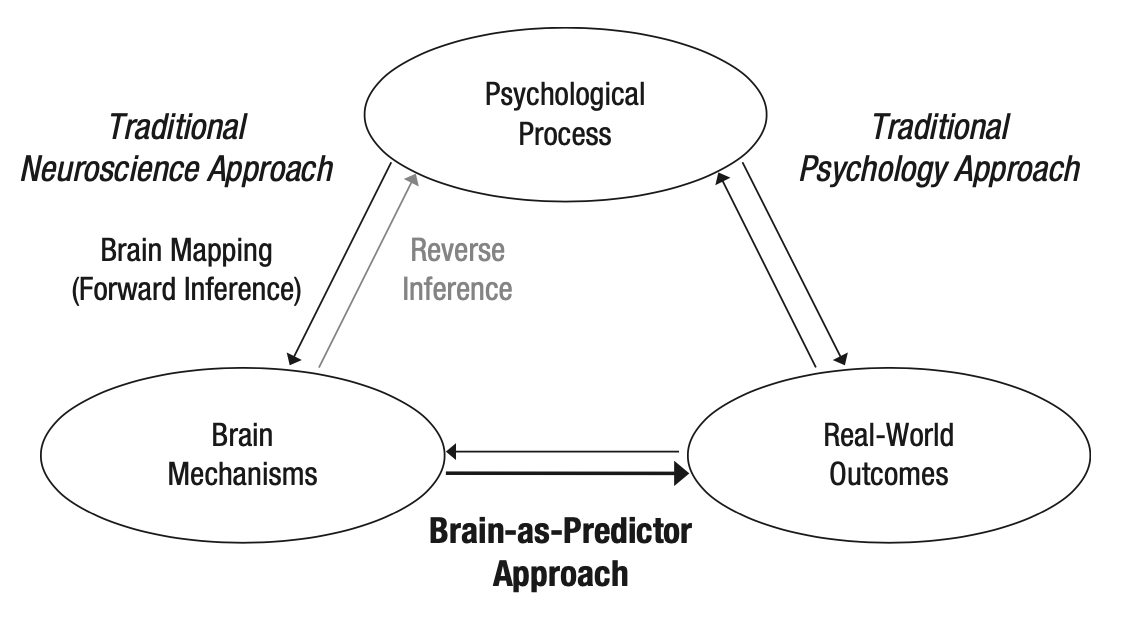 Psychological
Process
Traditional
Neuroscience Approach
Traditional
Psychology Approach
Brain Mapping
(Forward Inference)
Reverse
Inference
Brain
Mechanisms
Real-World
Outcomes
Brain-as-Predictor
Approach